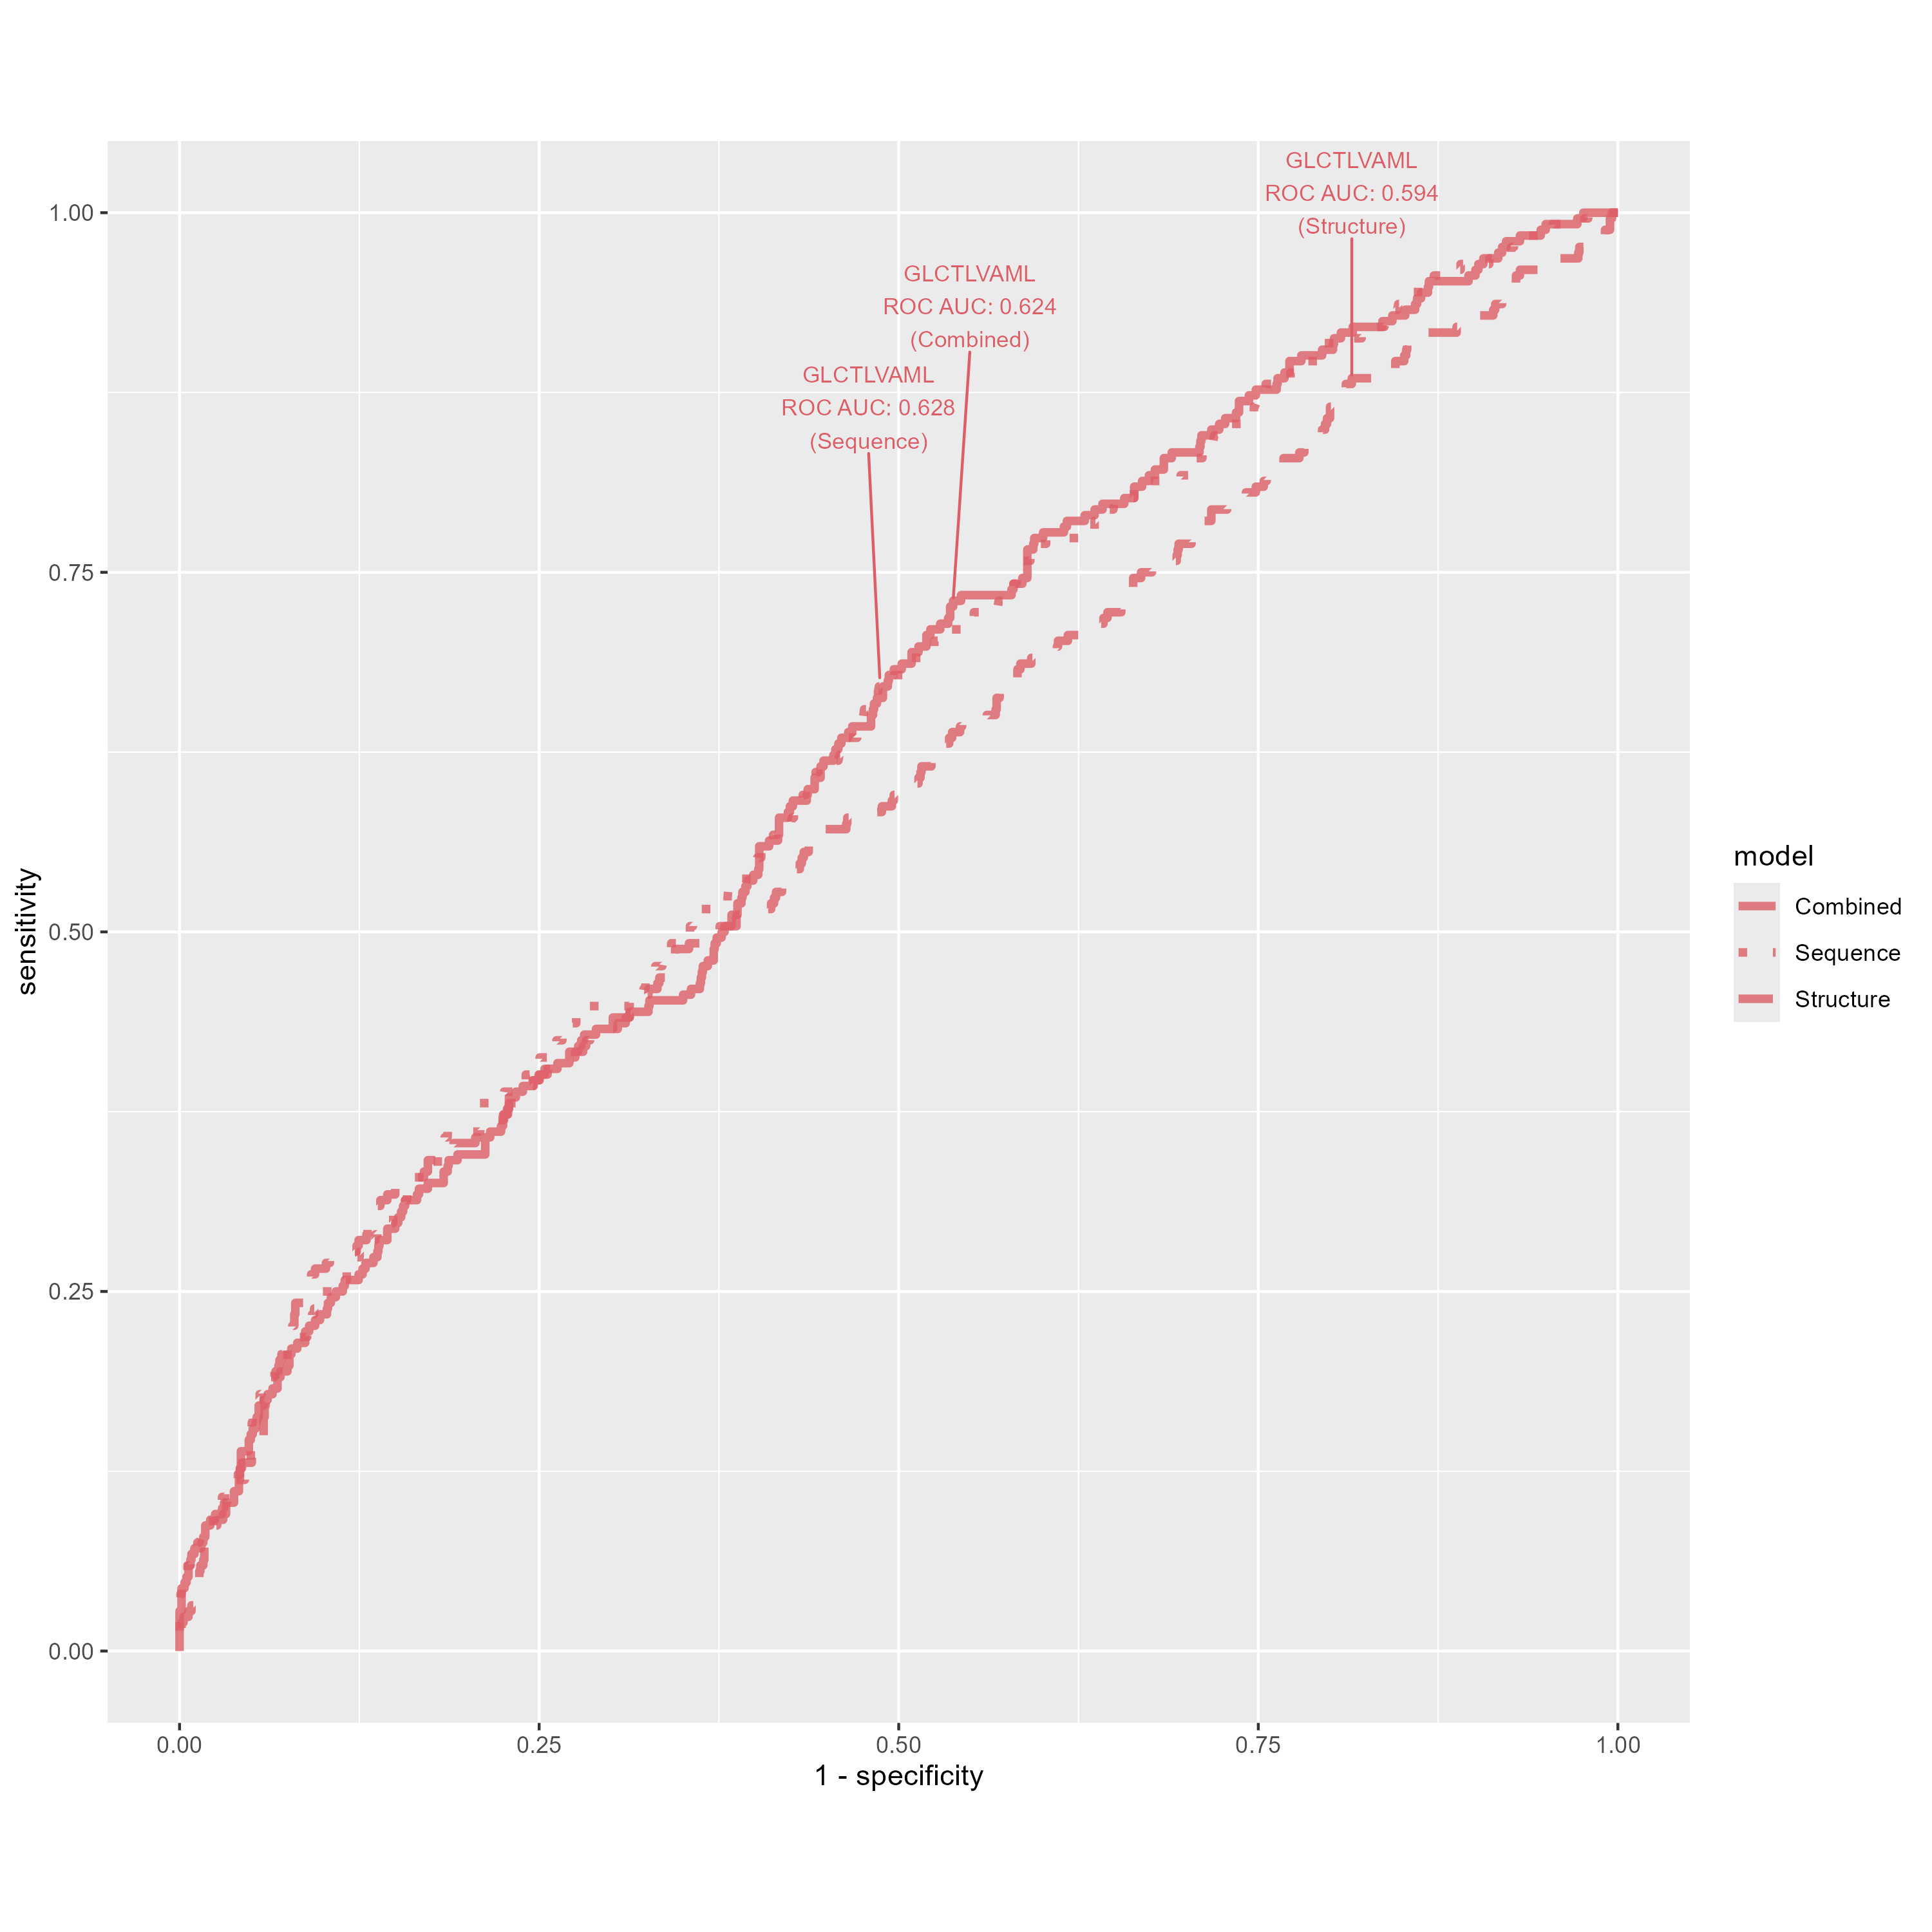 GLCTLVAML
ROC AUC: 0.594
(Structure)
GLCTLVAML
ROC AUC: 0.624
(Combined)
GLCTLVAML
ROC AUC: 0.628
(Sequence)
1.00
0.75
0.50
0.25
0.00
sensitivity
0.00
0.25
0.50
0.75
1.00
1 - specificity
model
Combined
Sequence
Structure